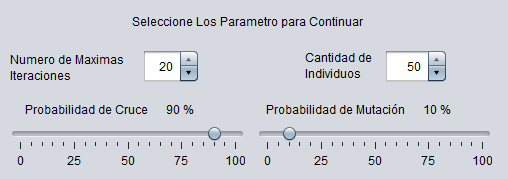 Seleccione Los Parametro para Continuar
Numero de Maximas
Iteraciones
20
Cantidad de
Individuos
50
Probabilidad de Cruce 90 %
Probabilidad de Mutación 10 %
0 25 50 75 100
0 25 50 75 100